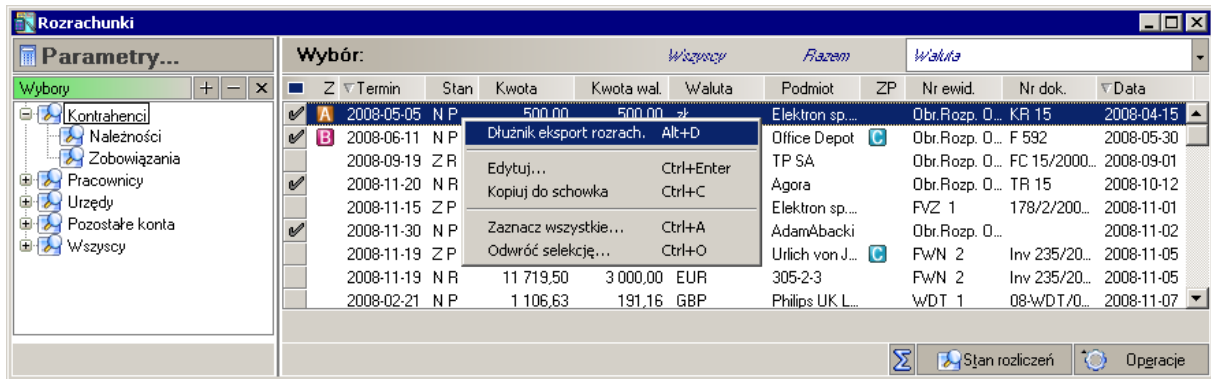 Rozrachunki
Parametry...
Wybór: Wszyscy Razem Waluta
Wybory
Z Termin Stan Kwota Kwota wal. Waluta Podmiot ZP Nr ewid. Nr dok. Data
Kontrahenci
Należności
Zobowiązania
Pracownicy
Urzędy
Pozostałe konta
Wszyscy
A 2008-05-05 N P 500,00 500,00 zł Elektron sp.... Obr.Rozp. O... KR 15 2008-04-15
B 2008-06-11 N P Office Depot C Obr.Rozp. O... F 592 2008-05-30
2008-09-19 Z R TP SA Obr.Rozp. O... FC 15/2000... 2008-09-01
2008-11-20 N R Agora Obr.Rozp. O... TR 15 2008-10-12
2008-11-15 Z P Elektron sp.... FVZ 1 178/2/200... 2008-11-01
2008-11-30 N P AdamAbacki Obr.Rozp. O... 2008-11-02
2008-11-19 Z P Urlich von J... C FWN 2 Inv 235/20... 2008-11-05
2008-11-19 N R 11 719,50 3 000,00 EUR 305-2-3 FWN 2 Inv 235/20... 2008-11-05
2008-02-21 N P 1 106,63 191,16 GBP Philips UK L... WDT 1 08-WDT/0... 2008-11-07
Dłużnik eksport rozrach. Alt+D
Edytuj... Ctrl+Enter
Kopiuj do schowka Ctrl+C
Zaznacz wszystkie... Ctrl+A
Odwróć selekcję... Ctrl+O
Σ Stan rozliczeń Operacje